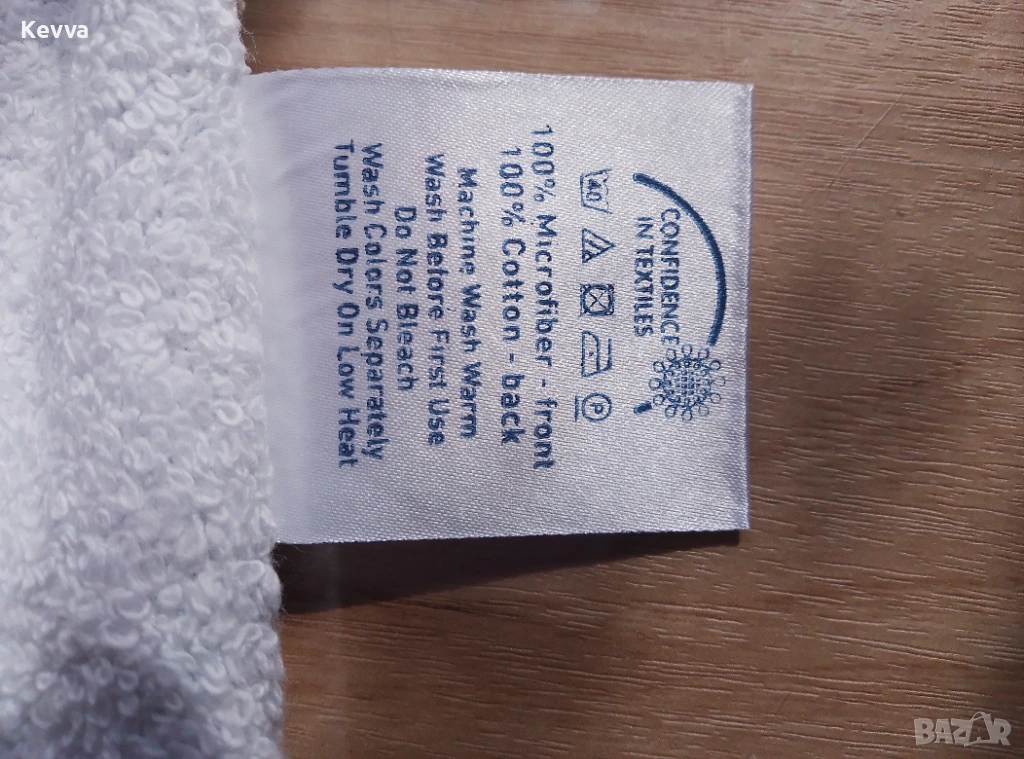 Kevva
CONFIDENCE
IN TEXTILES
40
P
100% Microfiber - front
100% Cotton - back
Machine Wash Warm
Wash Before First Use
Do Not Bleach
Wash Colors Separately
Tumble Dry On Low Heat
BAZAR